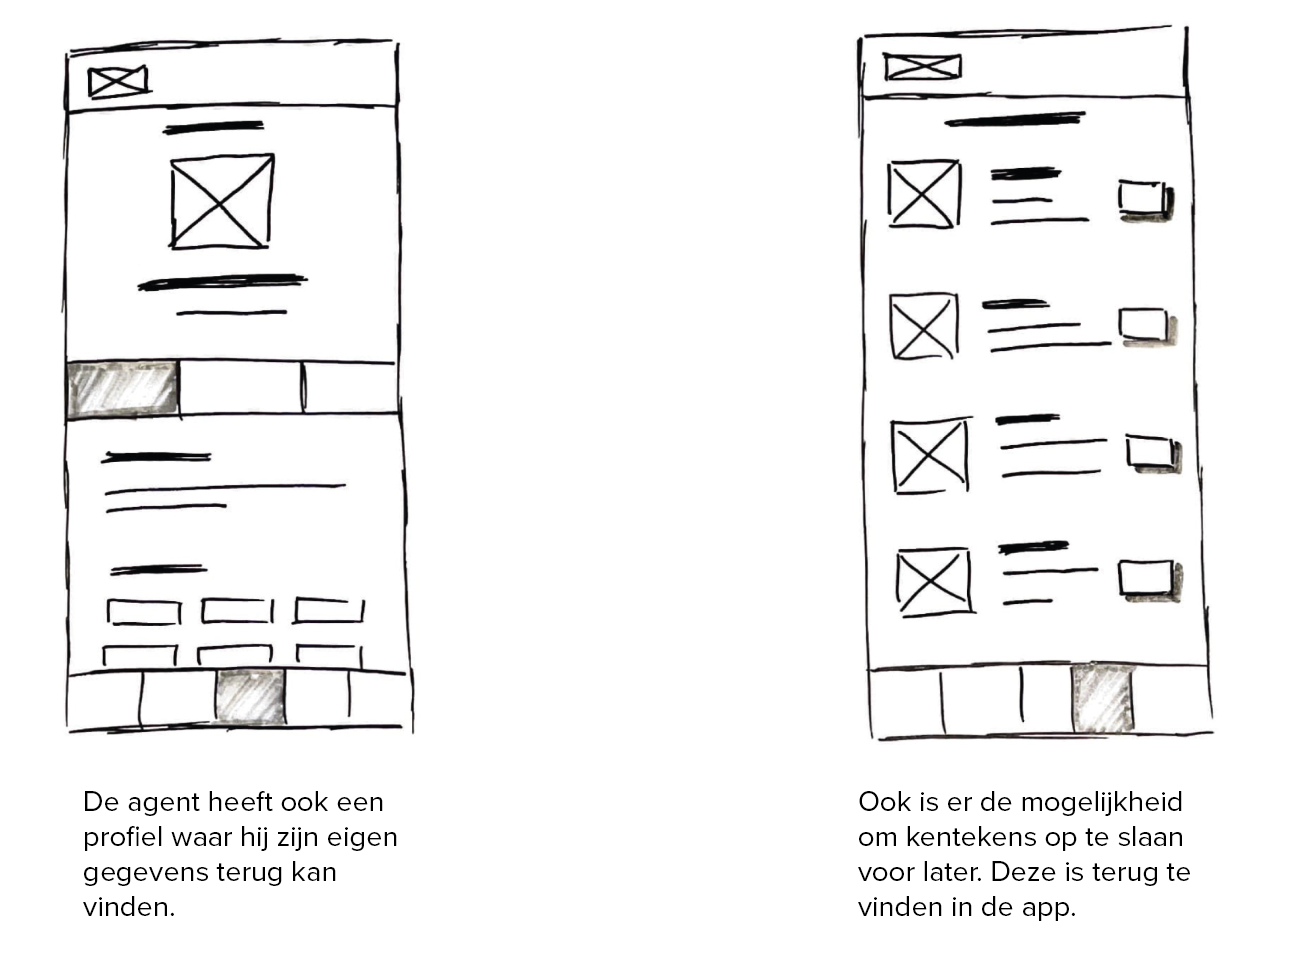 De agent heeft ook een
profiel waar hij zijn eigen
gegevens terug kan
vinden.
Ook is er de mogelijkheid
om kentekens op te slaan
voor later. Deze is terug te
vinden in de app.